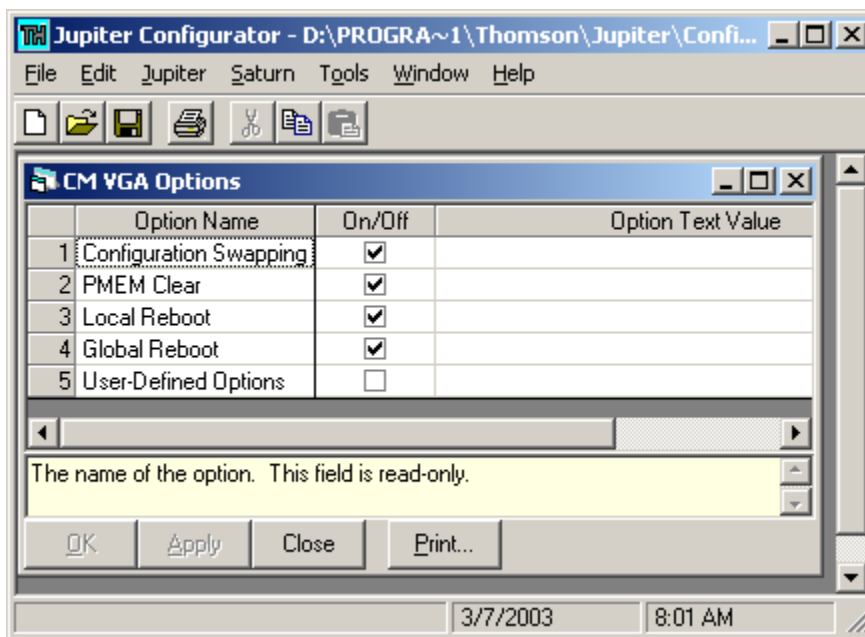 Jupiter Configurator - D:\PROGRA~1\Thomson\Jupiter\Confi...
File Edit Jupiter Saturn Tools Window Help
CM VGA Options
Option Name On/Off Option Text Value
1 Configuration Swapping
2 PMEM Clear
3 Local Reboot
4 Global Reboot
5 User-Defined Options
The name of the option. This field is read-only.
OK Apply Close Print...
3/7/2003 8:01 AM